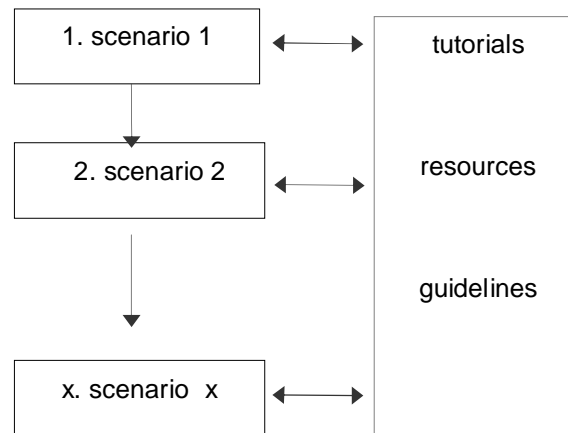 1. scenario 1
tutorials
2. scenario 2
resources
guidelines
x. scenario x